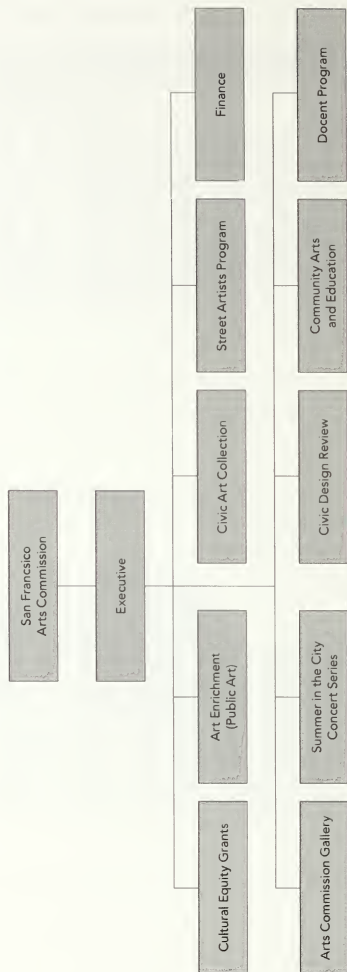 San Francsico
Arts Commission
Executive
Cultural Equity Grants
Art Enrichment
(Public Art)
Civic Art Collection
Street Artists Program
Finance
Arts Commission Gallery
Summer in the City
Concert Series
Civic Design Review
Community Arts
and Education
Docent Program